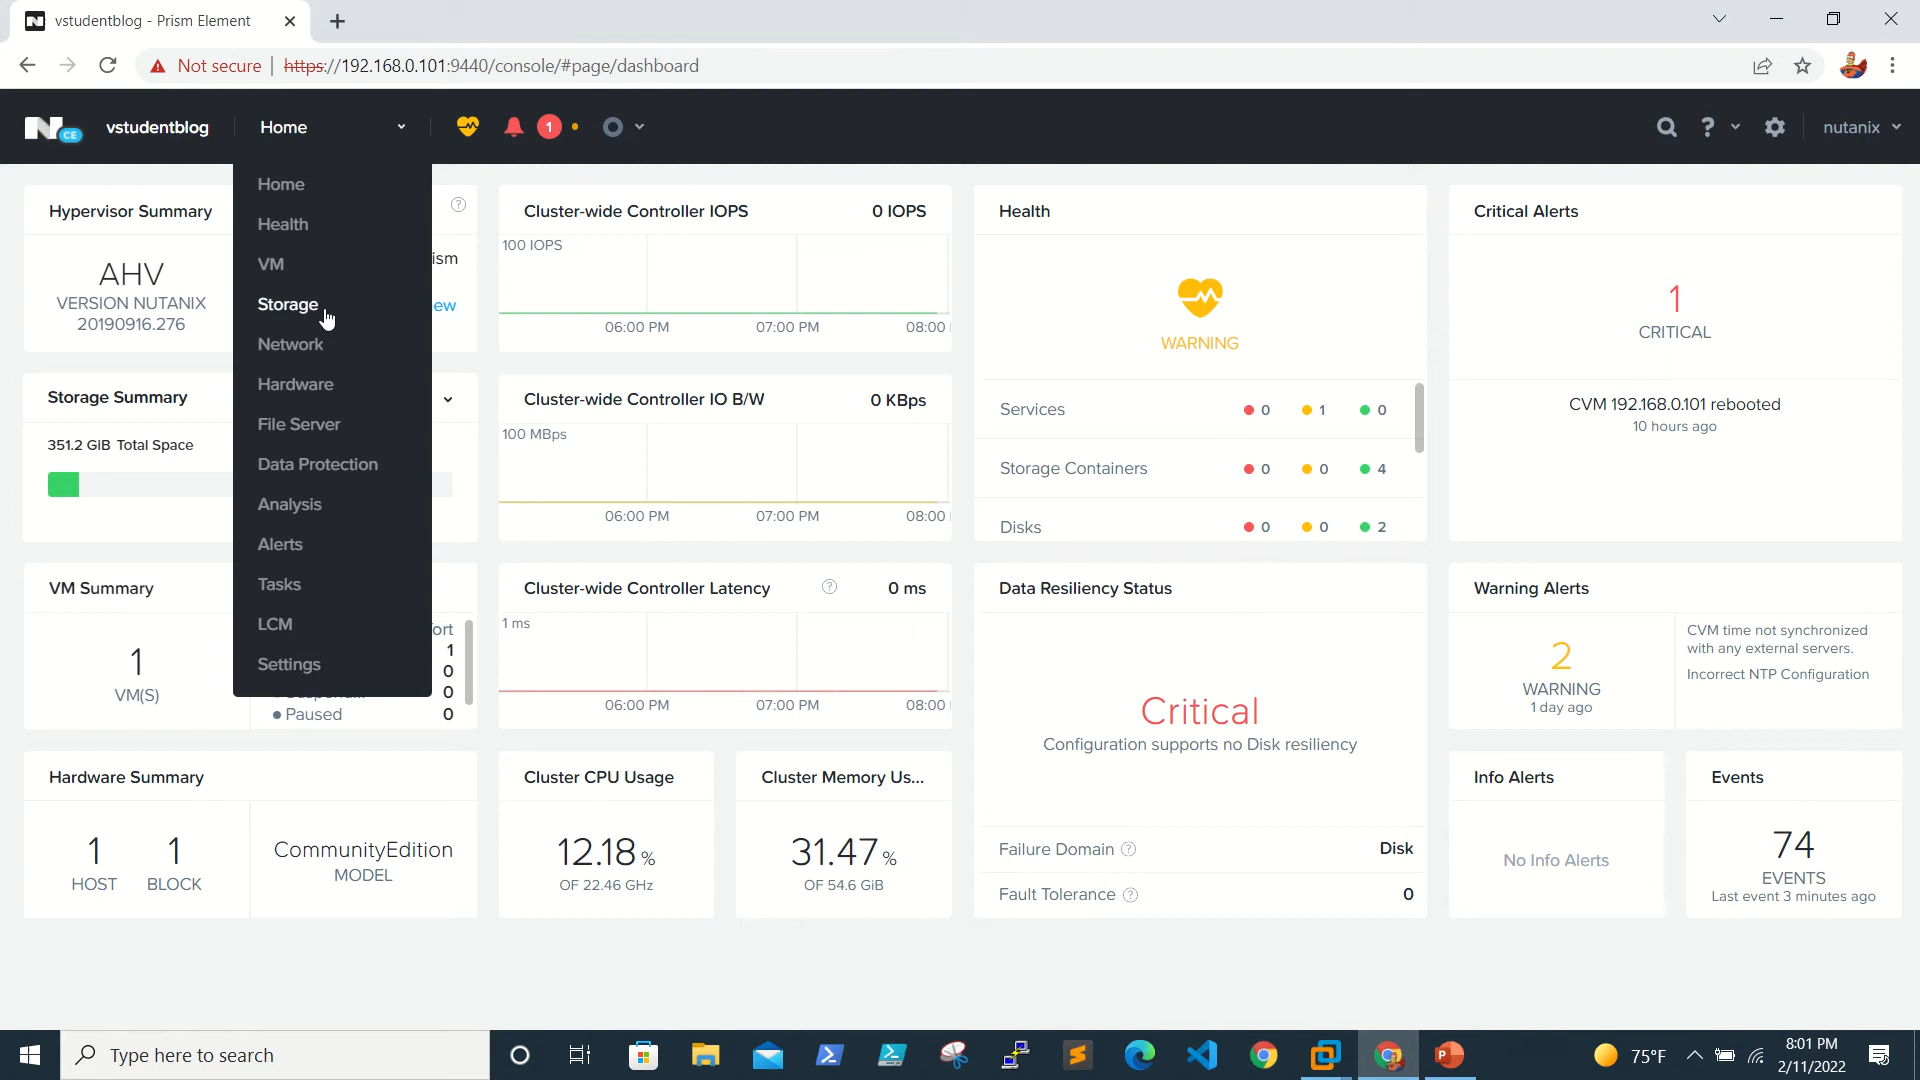 vstudentblog - Prism Element
Not secure
https://192.168.0.101:9440/console/#page/dashboard
N CE
vstudentblog
Home
1
?
nutanix
Home
Health
VM
Storage
Network
Hardware
File Server
Data Protection
Analysis
Alerts
Tasks
LCM
Settings
Hypervisor Summary
AHV
VERSION NUTANIX
20190916.276
?
ism
ew
Storage Summary
351.2 GiB Total Space
VM Summary
1
VM(S)
ort
1
0
0
Paused
0
Hardware Summary
1
HOST
1
BLOCK
CommunityEdition
MODEL
Cluster-wide Controller IOPS
0 IOPS
100 IOPS
06:00 PM
07:00 PM
08:00
Cluster-wide Controller IO B/W
0 KBps
100 MBps
06:00 PM
07:00 PM
08:00
Cluster-wide Controller Latency
?
0 ms
1 ms
06:00 PM
07:00 PM
08:00
Cluster CPU Usage
12.18 %
OF 22.46 GHz
Cluster Memory Us...
31.47 %
OF 54.6 GiB
Health
WARNING
Services
0
1
0
Storage Containers
0
0
4
Disks
0
0
2
Data Resiliency Status
Critical
Configuration supports no Disk resiliency
Failure Domain ?
Disk
Fault Tolerance ?
0
Critical Alerts
1
CRITICAL
CVM 192.168.0.101 rebooted
10 hours ago
Warning Alerts
2
WARNING
1 day ago
CVM time not synchronized
with any external servers.
Incorrect NTP Configuration
Info Alerts
No Info Alerts
Events
74
EVENTS
Last event 3 minutes ago
Type here to search
75°F
8:01 PM
2/11/2022